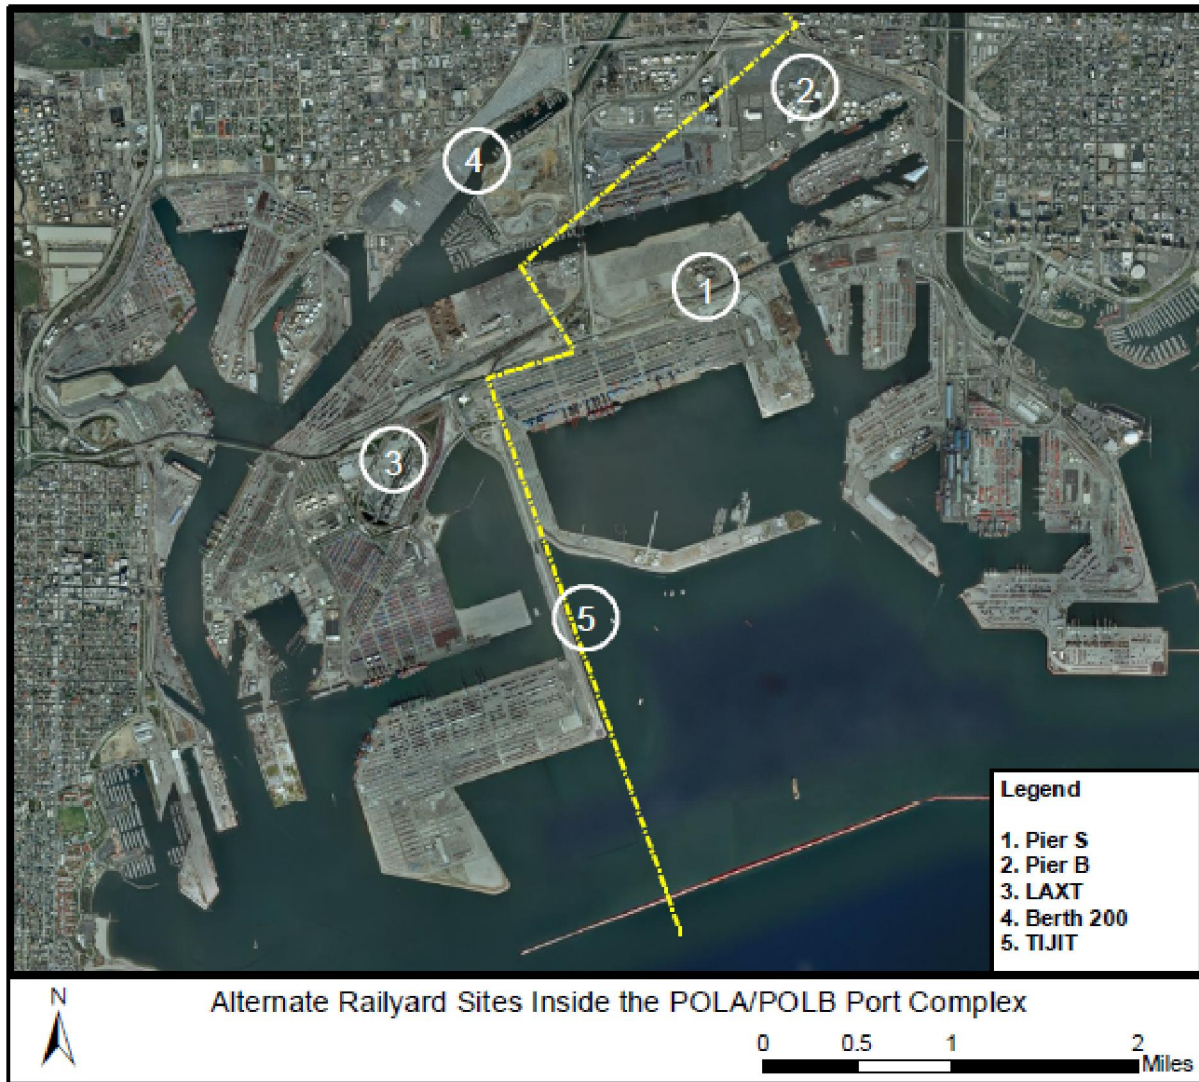 2
4
1
3
5
Legend
1. Pier S
2. Pier B
3. LAXT
4. Berth 200
5. TIJIT
N
Alternate Railyard Sites Inside the POLA/POLB Port Complex
0 0.5 1 2
Miles